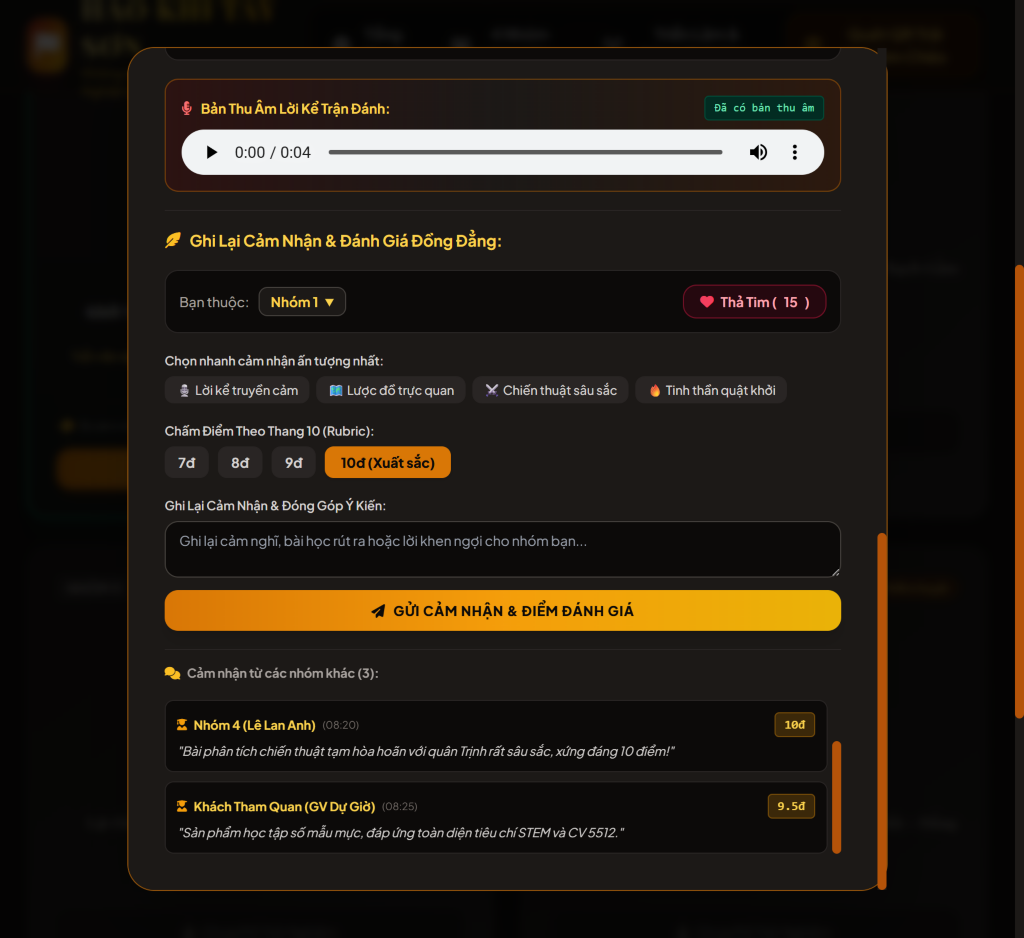 HÀO KHÍ TÂY
SƠN
Bản Thu Âm Lời Kể Trận Đánh:
Đã có bản thu âm
0:00 / 0:04
Ghi Lại Cảm Nhận & Đánh Giá Đồng Đẳng:
Bạn thuộc: Nhóm 1 ▼
Thả Tim ( 15 )
Chọn nhanh cảm nhận ấn tượng nhất:
🎙️ Lời kể truyền cảm 🗺️ Lược đồ trực quan ⚔️ Chiến thuật sâu sắc 🔥 Tinh thần quật khởi
Chấm Điểm Theo Thang 10 (Rubric):
7đ 8đ 9đ 10đ (Xuất sắc)
Ghi Lại Cảm Nhận & Đóng Góp Ý Kiến:
Ghi lại cảm nghĩ, bài học rút ra hoặc lời khen ngợi cho nhóm bạn...
GỬI CẢM NHẬN & ĐIỂM ĐÁNH GIÁ
Cảm nhận từ các nhóm khác (3):
Nhóm 4 (Lê Lan Anh) (08:20) 10đ
"Bài phân tích chiến thuật tạm hòa hoãn với quân Trịnh rất sâu sắc, xứng đáng 10 điểm!"
Khách Tham Quan (GV Dự Giờ) (08:25) 9.5đ
"Sản phẩm học tập số mẫu mực, đáp ứng toàn diện tiêu chí STEM và CV 5512."